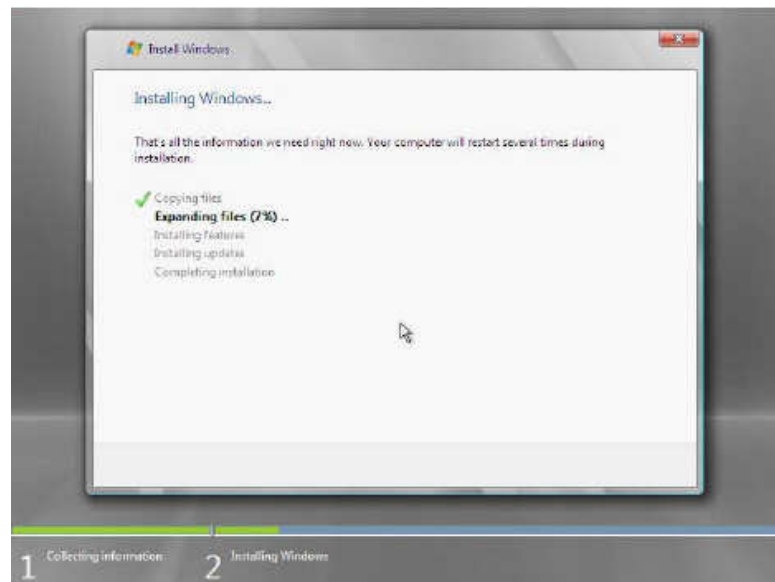 Install Windows
Installing Windows...
That's all the information we need right now. Your computer will restart several times during
installation.
Copying files
Expanding files (7%) ...
Installing features
Installing updates
Completing installation
1 Collecting information 2 Installing Windows